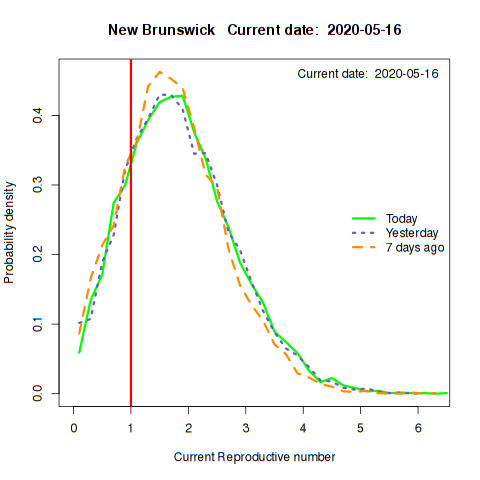 New Brunswick   Current date:  2020-05-16
Current date:  2020-05-16
Probability density
0.4
0.3
0.2
0.1
0.0
Today
Yesterday
7 days ago
0 1 2 3 4 5 6
Current Reproductive number